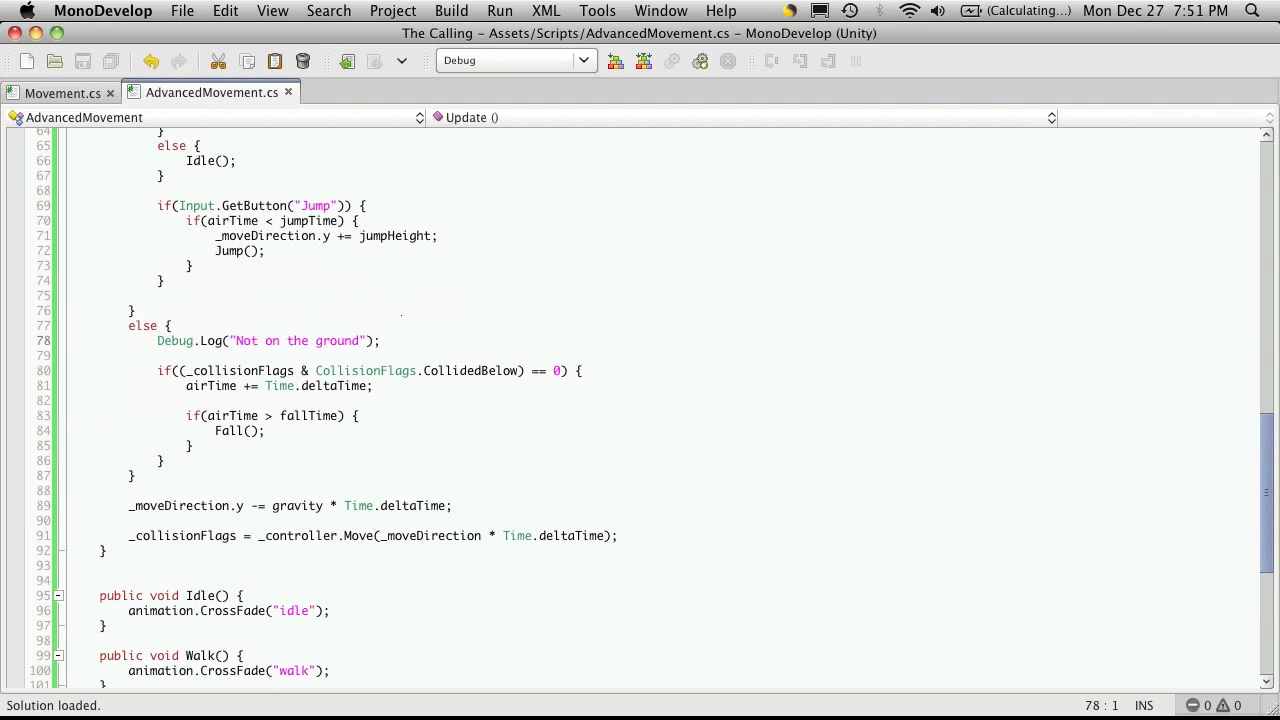 MonoDevelop File Edit View Search Project Build Run XML Tools Window Help (Calculating...) Mon Dec 27 7:51 PM
The Calling - Assets/Scripts/AdvancedMovement.cs - MonoDevelop (Unity)
Debug
Movement.cs × AdvancedMovement.cs ×
AdvancedMovement Update ()
64 }
65 else {
66 Idle();
67 }
68
69 if(Input.GetButton("Jump")) {
70 if(airTime < jumpTime) {
71 _moveDirection.y += jumpHeight;
72 Jump();
73 }
74 }
75
76 }
77 else {
78 Debug.Log("Not on the ground");
79
80 if((_collisionFlags & CollisionFlags.CollidedBelow) == 0) {
81 airTime += Time.deltaTime;
82
83 if(airTime > fallTime) {
84 Fall();
85 }
86 }
87 }
88
89 _moveDirection.y -= gravity * Time.deltaTime;
90
91 _collisionFlags = _controller.Move(_moveDirection * Time.deltaTime);
92 }
93
94
95 public void Idle() {
96 animation.CrossFade("idle");
97 }
98
99 public void Walk() {
100 animation.CrossFade("walk");
101 }
Solution loaded. 78 : 1 INS 0 0